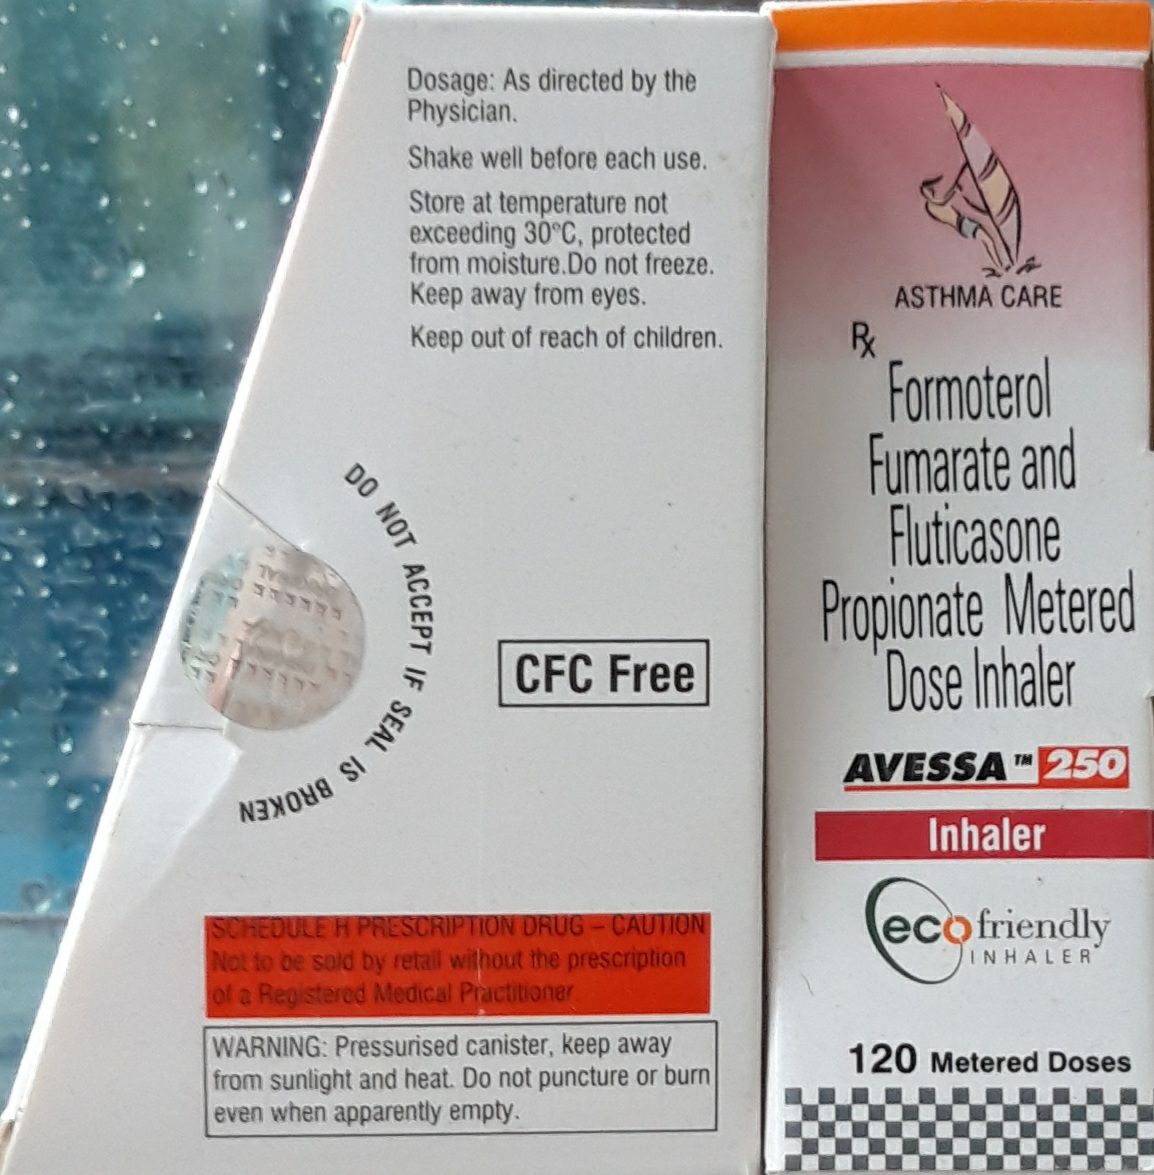 Dosage: As directed by the
Physician.
Shake well before each use.
Store at temperature not
exceeding 30°C, protected
from moisture.Do not freeze.
Keep away from eyes.
Keep out of reach of children.
DO NOT ACCEPT IF SEAL IS BROKEN
CFC Free
SCHEDULE H PRESCRIPTION DRUG – CAUTION
Not to be sold by retail without the prescription
of a Registered Medical Practitioner
WARNING: Pressurised canister, keep away
from sunlight and heat. Do not puncture or burn
even when apparently empty.
ASTHMA CARE
Rx
Formoterol
Fumarate and
Fluticasone
Propionate Metered
Dose Inhaler
AVESSA™ 250
Inhaler
eco friendly
INHALER
120 Metered Doses